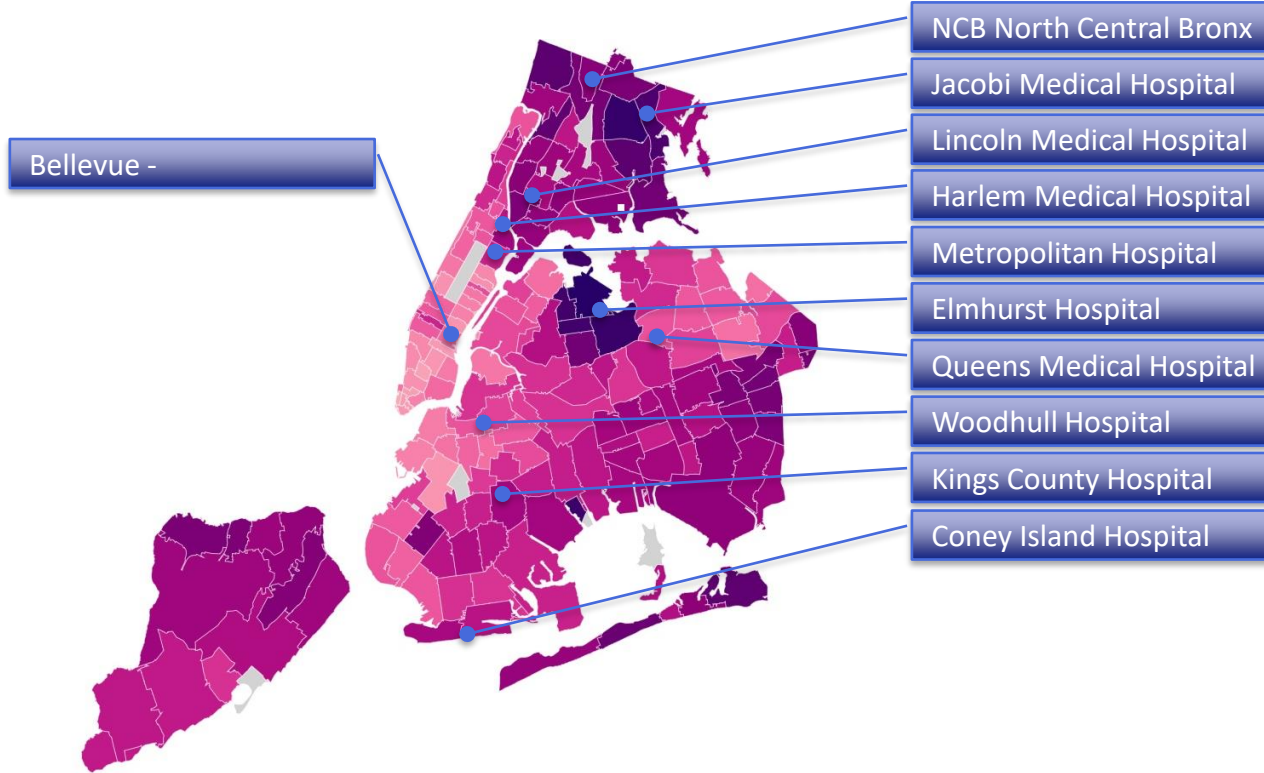 NCB North Central Bronx
Jacobi Medical Hospital
Lincoln Medical Hospital
Bellevue -
Harlem Medical Hospital
Metropolitan Hospital
Elmhurst Hospital
Queens Medical Hospital
Woodhull Hospital
Kings County Hospital
Coney Island Hospital